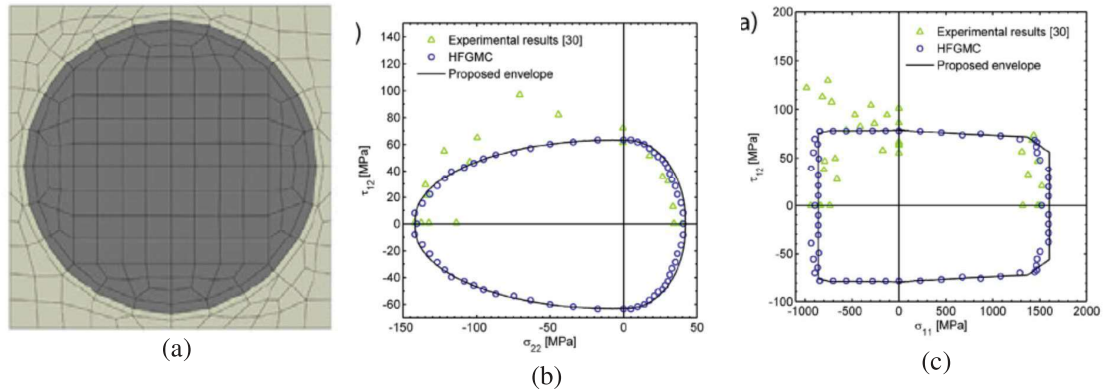 )
140
120
100
80
60
40
20
0
-20
-40
-60
-150
-100
-50
0
50
τ12 [MPa]
σ22 [MPa]
Experimental results [30]
HFGMC
Proposed envelope
a)
200
150
100
50
0
-50
-100
-1000
-500
0
500
1000
1500
2000
τ12 [MPa]
σ11 [MPa]
Experimental results [30]
HFGMC
Proposed envelope
(a)
(b)
(c)